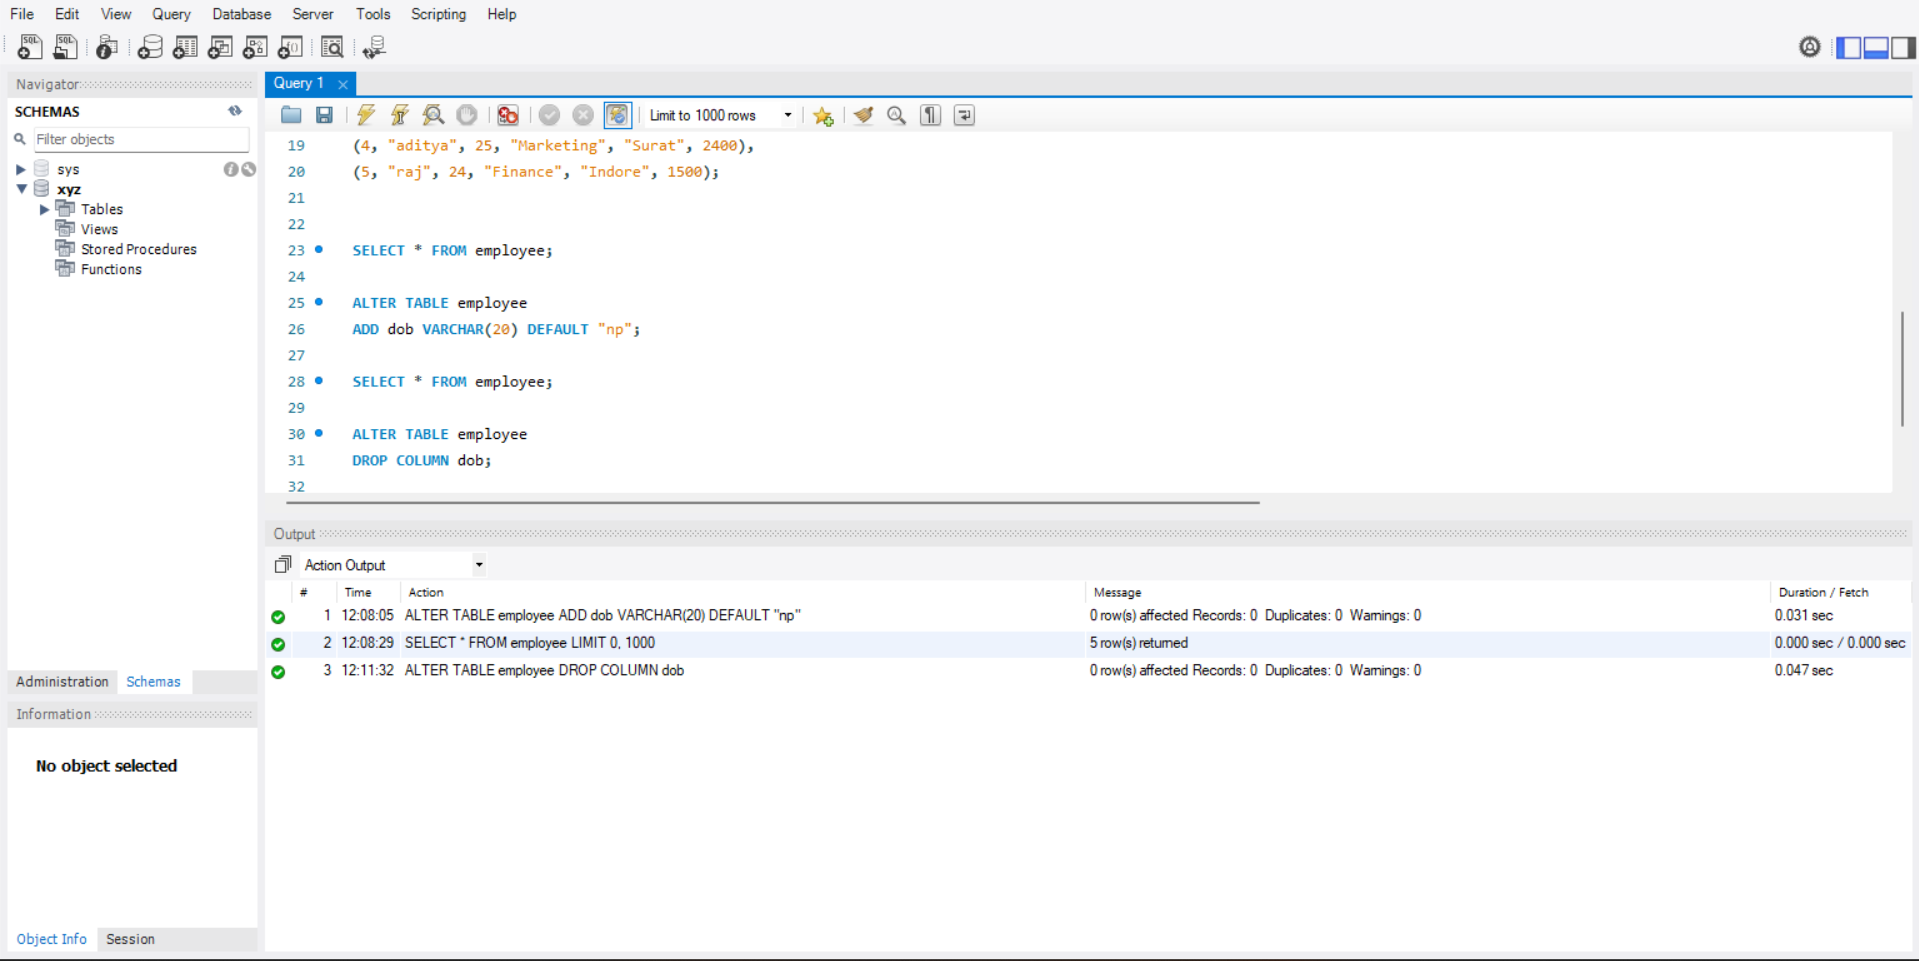 File Edit View Query Database Server Tools Scripting Help
SQL SQL
Navigator
SCHEMAS
Filter objects
sys
xyz
Tables
Views
Stored Procedures
Functions
Administration Schemas
Information
No object selected
Object Info Session
Query 1
Limit to 1000 rows
19 (4, "aditya", 25, "Marketing", "Surat", 2400),
20 (5, "raj", 24, "Finance", "Indore", 1500);
21
22
23 SELECT * FROM employee;
24
25 ALTER TABLE employee
26 ADD dob VARCHAR(20) DEFAULT "np";
27
28 SELECT * FROM employee;
29
30 ALTER TABLE employee
31 DROP COLUMN dob;
32
Output
Action Output
# Time Action Message Duration / Fetch
1 12:08:05 ALTER TABLE employee ADD dob VARCHAR(20) DEFAULT "np" 0 row(s) affected Records: 0 Duplicates: 0 Warnings: 0 0.031 sec
2 12:08:29 SELECT * FROM employee LIMIT 0, 1000 5 row(s) returned 0.000 sec / 0.000 sec
3 12:11:32 ALTER TABLE employee DROP COLUMN dob 0 row(s) affected Records: 0 Duplicates: 0 Warnings: 0 0.047 sec